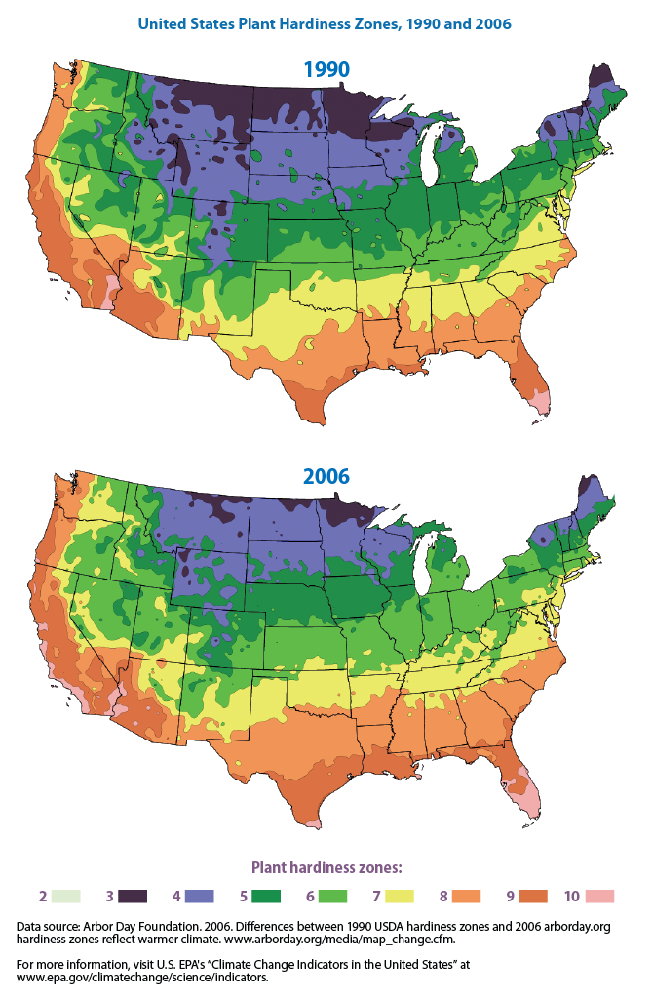 United States Plant Hardiness Zones, 1990 and 2006
1990
2006
Plant hardiness zones:
2 3 4 5 6 7 8 9 10
Data source: Arbor Day Foundation. 2006. Differences between 1990 USDA hardiness zones and 2006 arborday.org
hardiness zones reflect warmer climate. www.arborday.org/media/map_change.cfm.
For more information, visit U.S. EPA's “Climate Change Indicators in the United States” at
www.epa.gov/climatechange/science/indicators.